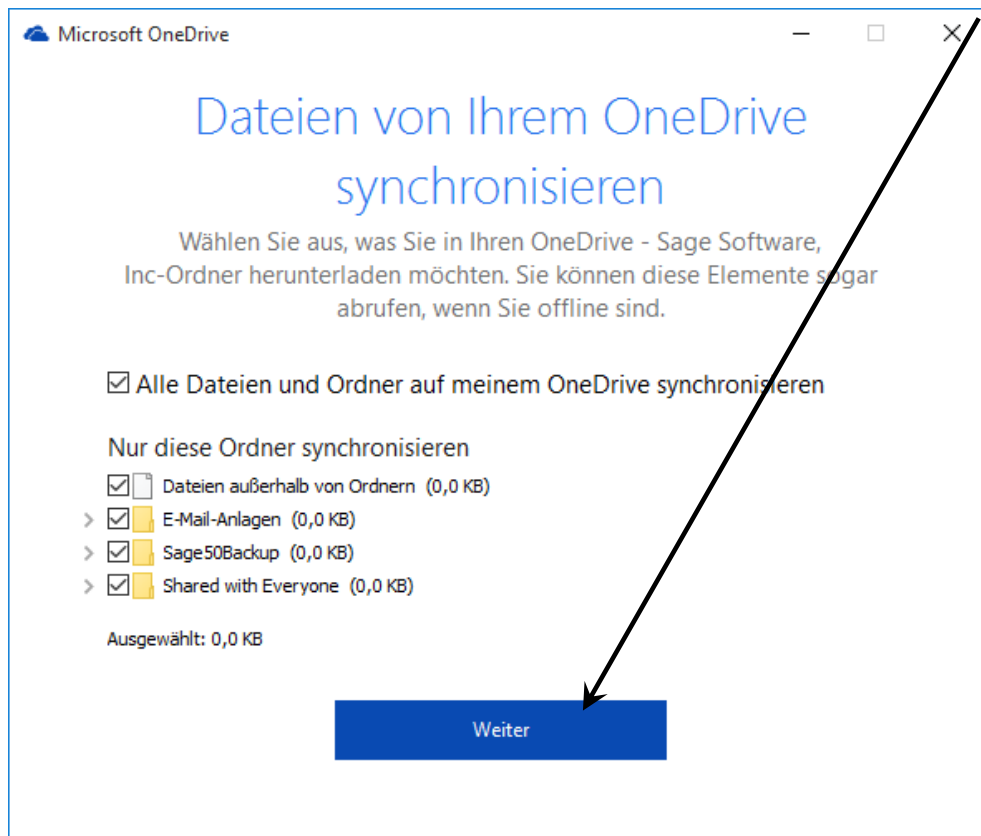 Microsoft OneDrive
Dateien von Ihrem OneDrive
synchronisieren
Wählen Sie aus, was Sie in Ihren OneDrive - Sage Software,
Inc-Ordner herunterladen möchten. Sie können diese Elemente sogar
abrufen, wenn Sie offline sind.
Alle Dateien und Ordner auf meinem OneDrive synchronisieren
Nur diese Ordner synchronisieren
Dateien außerhalb von Ordnern (0,0 KB)
E-Mail-Anlagen (0,0 KB)
Sage50Backup (0,0 KB)
Shared with Everyone (0,0 KB)
Ausgewählt: 0,0 KB
Weiter